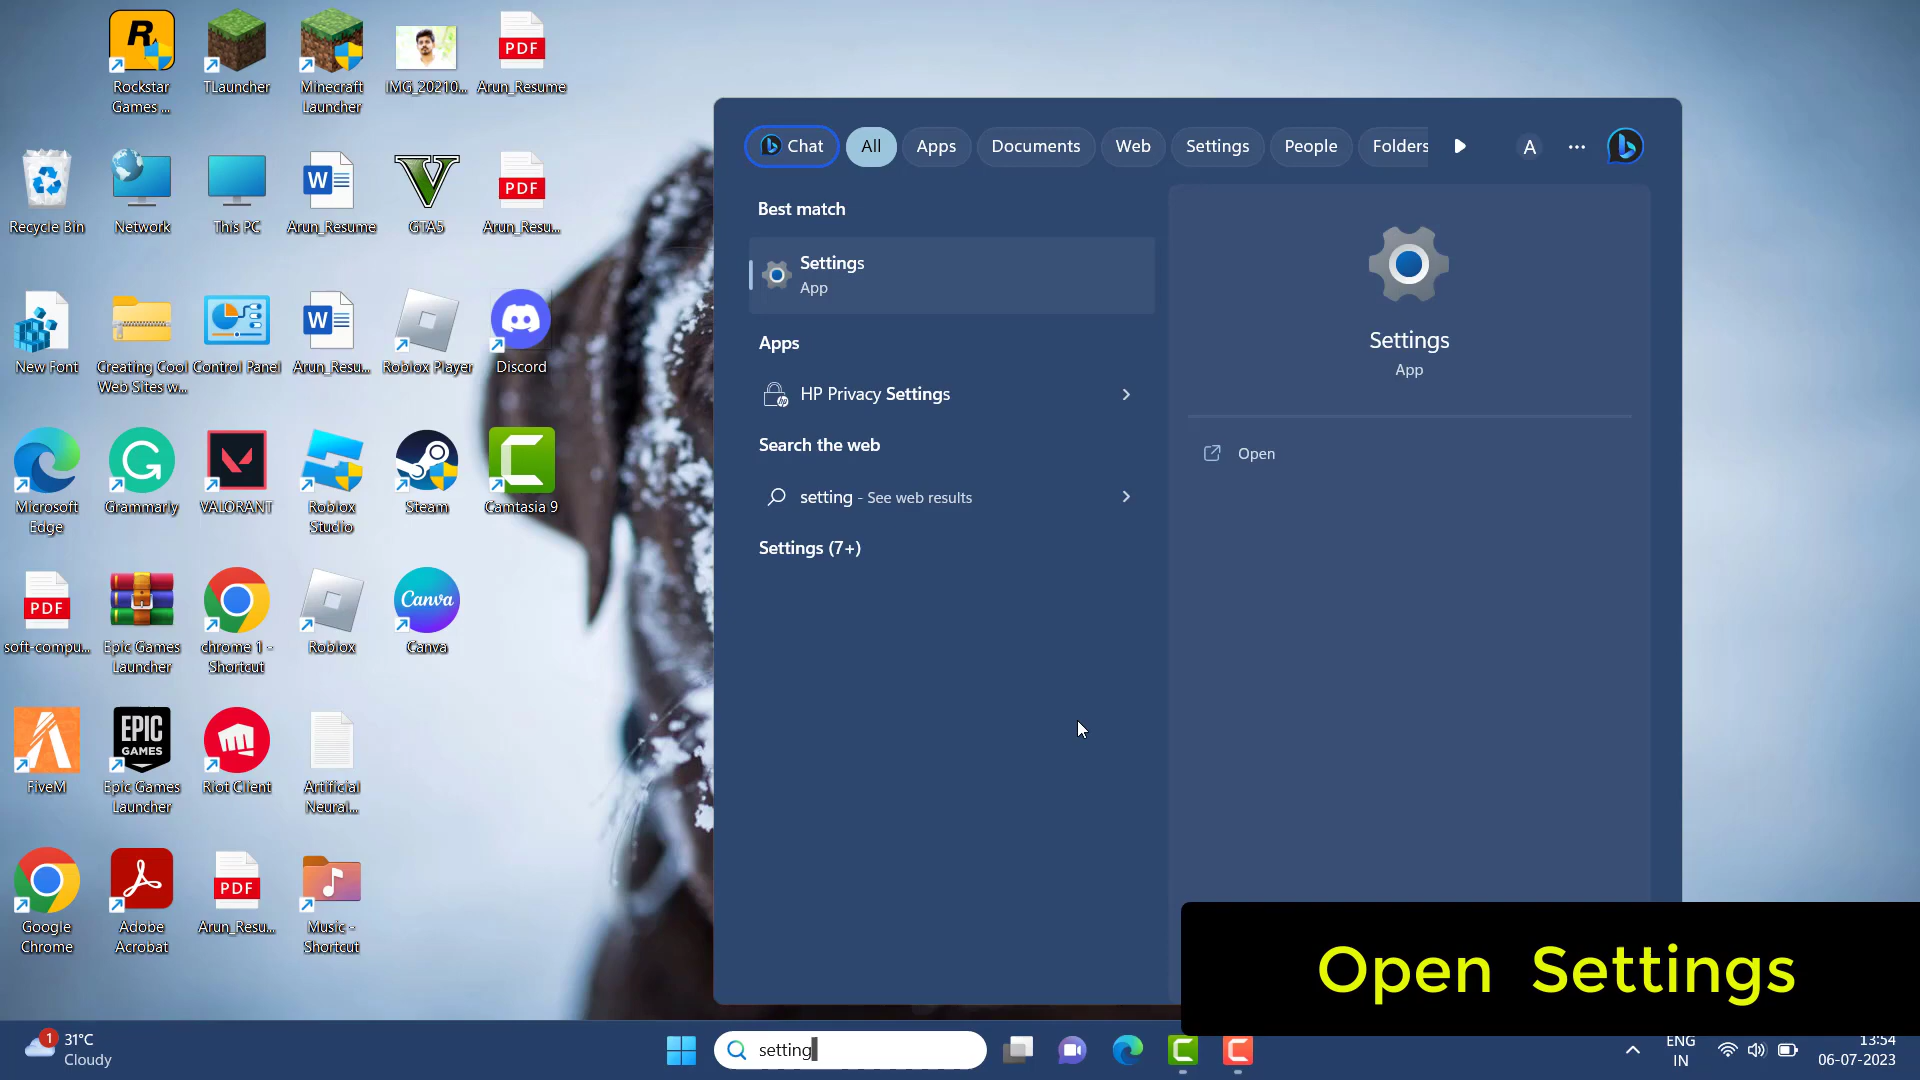 Rockstar
Games ...
TLauncher
Minecraft
Launcher
IMG_20210...
PDF
Arun_Resume
Recycle Bin
Network
This PC
W
Arun_Resume
V
GTA5
PDF
Arun_Resu...
New Font
Creating Cool
Web Sites w...
Control Panel
W
Arun_Resu...
Roblox Player
Discord
Microsoft
Edge
Grammarly
VALORANT
Roblox
Studio
Steam
Camtasia 9
PDF
soft-compu...
Epic Games
Launcher
chrome 1 -
Shortcut
Roblox
Canva
Canva
FiveM
EPIC
GAMES
Epic Games
Launcher
Riot Client
Artificial
Neural...
Google
Chrome
Adobe
Acrobat
PDF
Arun_Resu...
Music -
Shortcut
Chat All Apps Documents Web Settings People Folders A ...
Best match
Settings
App
Apps
HP Privacy Settings
Search the web
setting - See web results
Settings (7+)
Settings
App
Open
Open Settings
1
31°C
Cloudy
setting
ENG
IN
13:54
06-07-2023